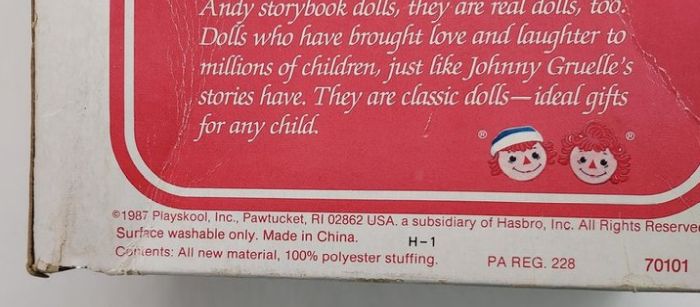 Andy storybook dolls, they are real dolls, too.
Dolls who have brought love and laughter to
millions of children, just like Johnny Gruelle's
stories have. They are classic dolls—ideal gifts
for any child.
® ®
©1987 Playskool, Inc., Pawtucket, RI 02862 USA. a subsidiary of Hasbro, Inc. All Rights Reserve
Surface washable only. Made in China. H-1
Contents: All new material, 100% polyester stuffing. PA REG. 228 70101